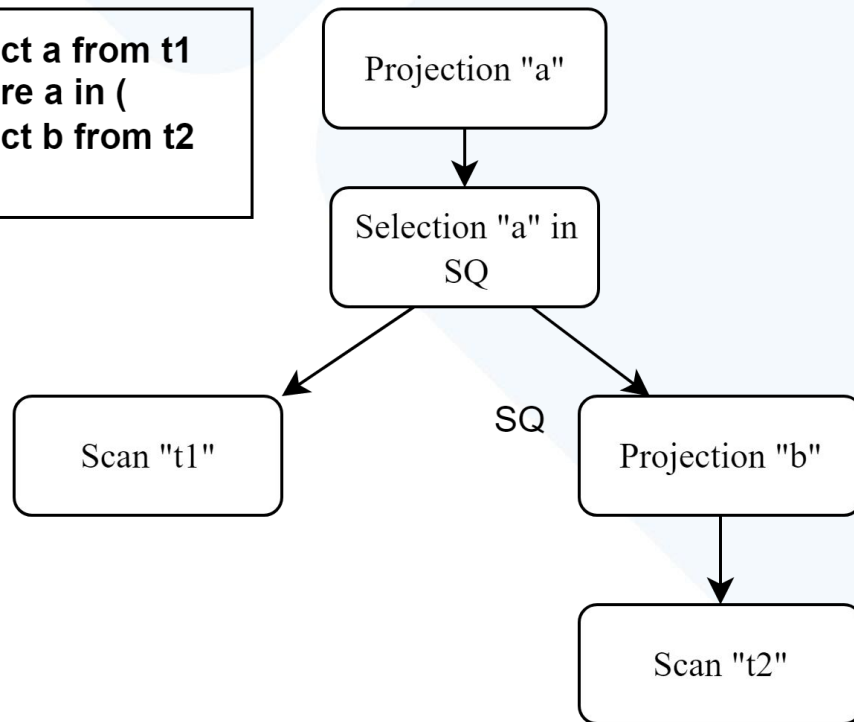 ct a from t1
re a in (
ct b from t2
Projection "a"
Selection "a" in
SQ
Scan "t1"
SQ
Projection "b"
Scan "t2"